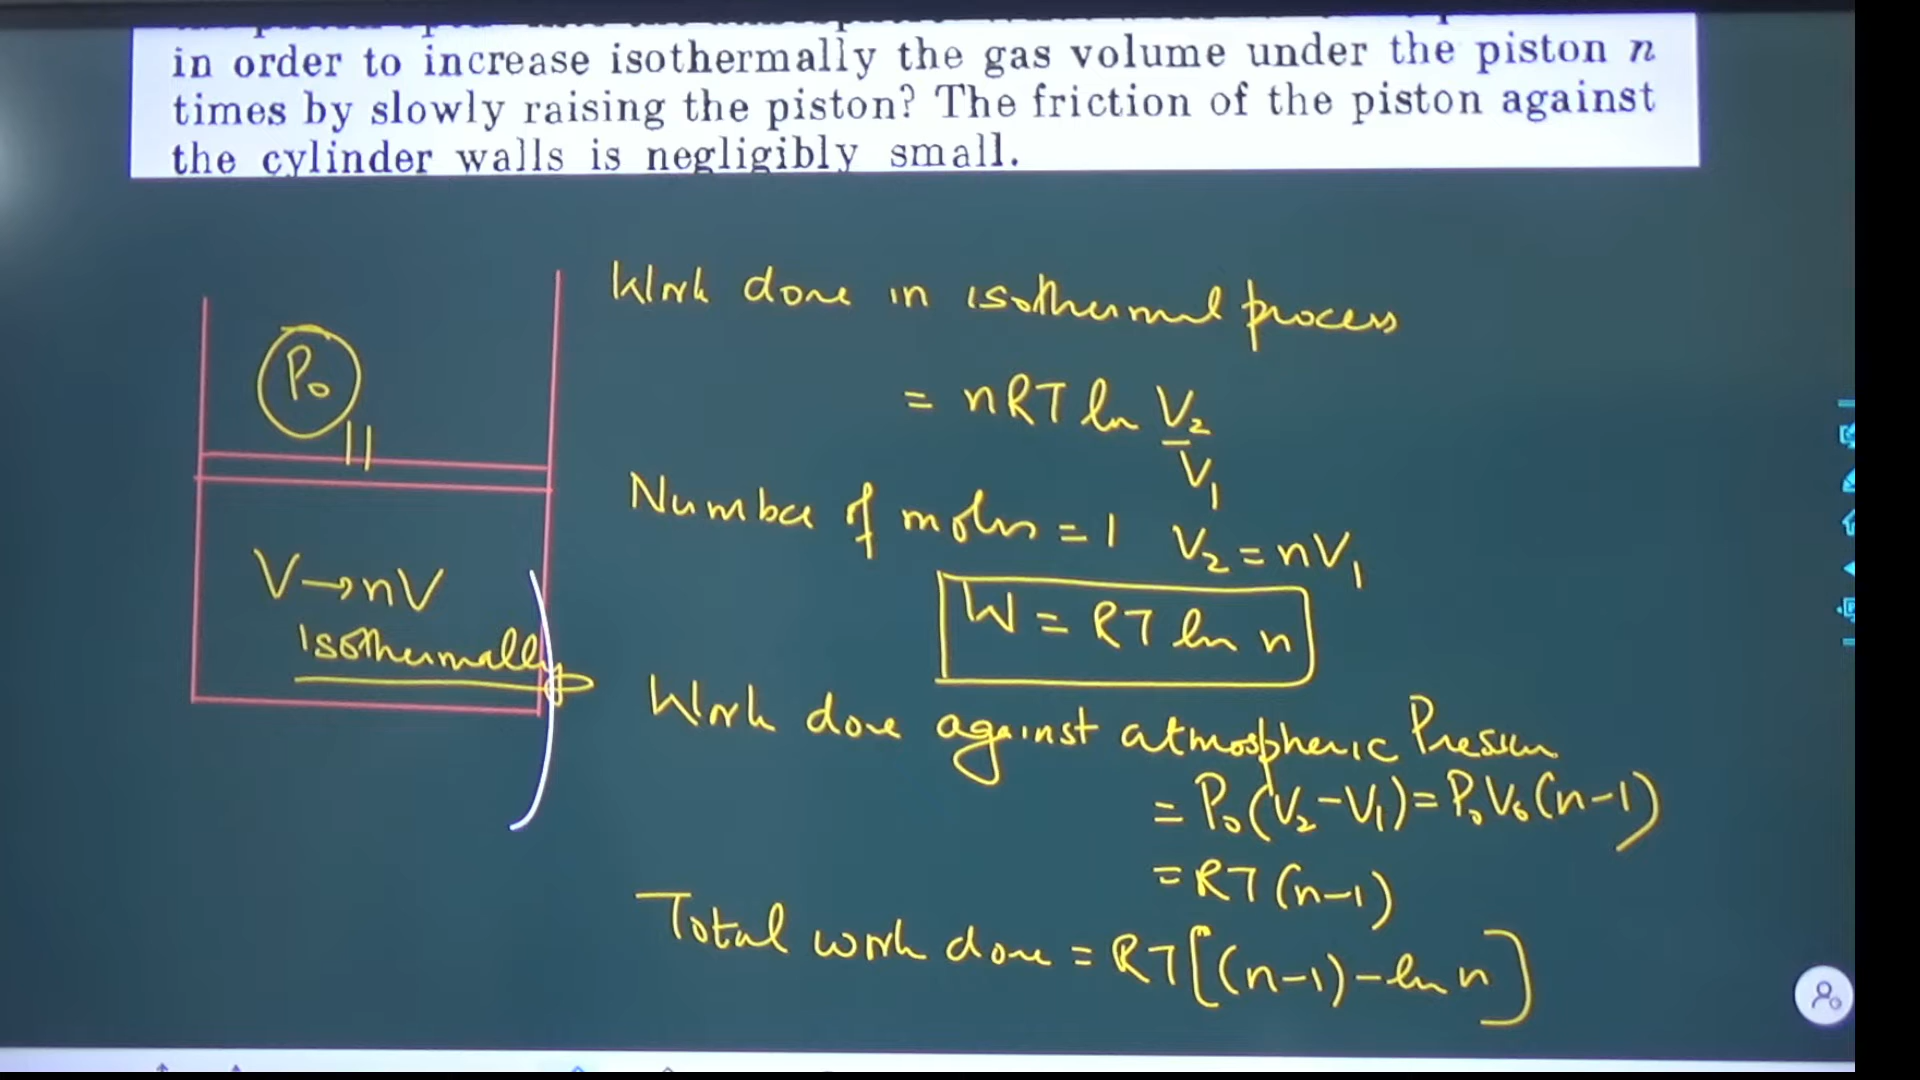 in order to increase isothermally the gas volume under the piston n
times by slowly raising the piston? The friction of the piston against
the cylinder walls is negligibly small.
Work done in isothermal process
= nRT ln V₂
V₁
P₀
Number of moles = 1 V₂ = nV₁
V → nV
Isothermally
W = RT ln n
Work done against atmospheric Pressure
= P₀(V₂ - V₁) = P₀V₀(n-1)
= RT (n-1)
Total work done = RT[(n-1) - ln n]